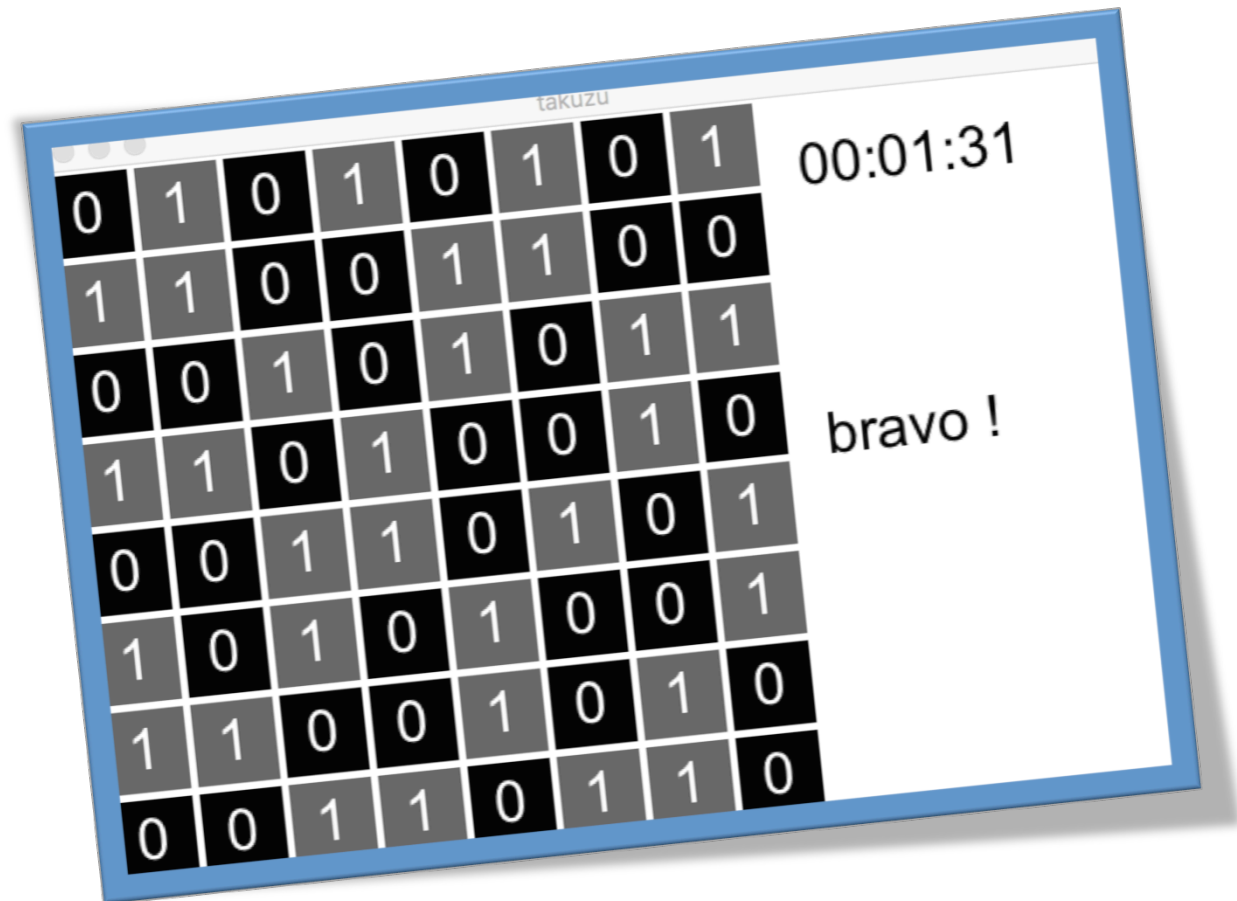 takuzu
0 1 0 1 0 1 0 1
1 1 0 0 1 1 0 0
0 0 1 0 1 0 1 1
1 1 0 1 0 0 1 0
0 0 1 1 0 1 0 1
1 0 1 0 1 0 0 1
1 1 0 0 1 0 1 0
0 0 1 1 0 1 1 0
00:01:31
bravo !